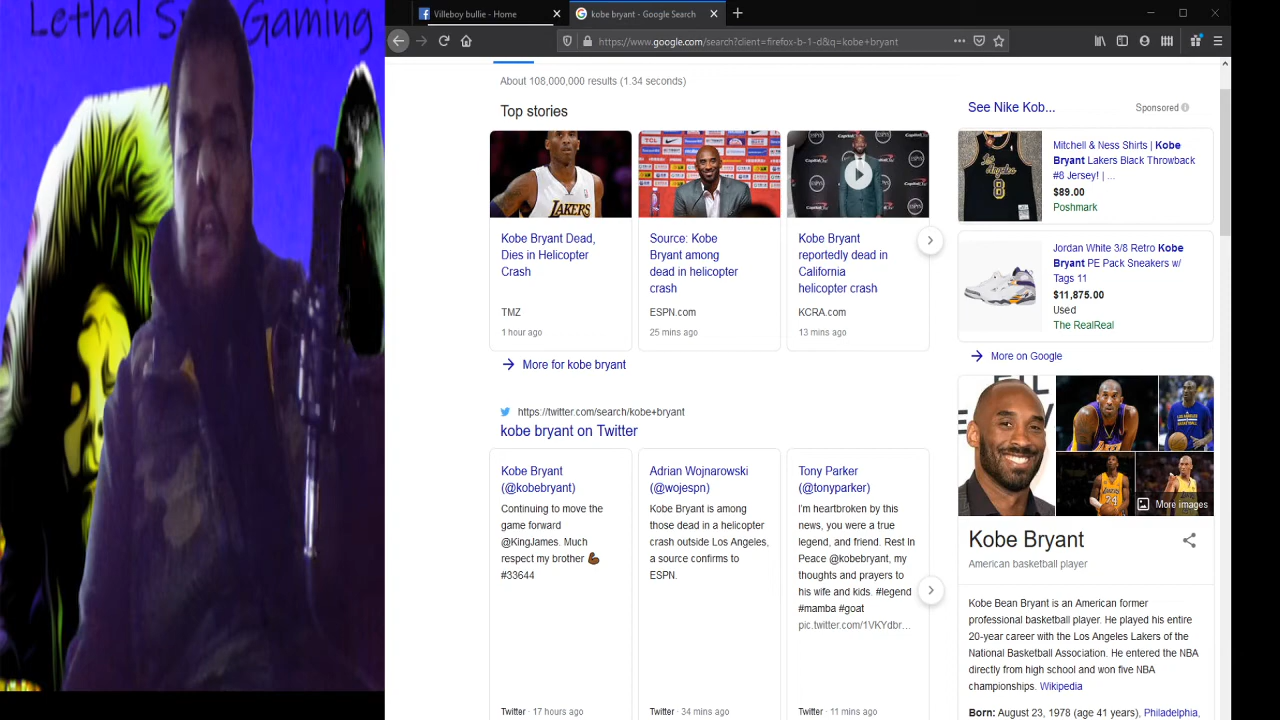 Lethal Gaming
Villeboy bullie - Home
kobe bryant - Google Search
https://www.google.com/search?client=firefox-b-1-d&q=kobe+bryant
About 108,000,000 results (1.34 seconds)
Top stories
LAKERS
Kobe Bryant Dead,
Dies in Helicopter
Crash
TMZ
1 hour ago
TCL
Source: Kobe
Bryant among
dead in helicopter
crash
ESPN.com
25 mins ago
Kobe Bryant
reportedly dead in
California
helicopter crash
KCRA.com
13 mins ago
More for kobe bryant
https://twitter.com/search/kobe+bryant
kobe bryant on Twitter
Kobe Bryant
(@kobebryant)
Continuing to move the
game forward
@KingJames. Much
respect my brother 💪🏾
#33644
Twitter · 17 hours ago
Adrian Wojnarowski
(@wojespn)
Kobe Bryant is among
those dead in a helicopter
crash outside Los Angeles,
a source confirms to
ESPN.
Twitter · 34 mins ago
Tony Parker
(@tonyparker)
I'm heartbroken by this
news, you were a true
legend, and friend. Rest In
Peace @kobebryant, my
thoughts and prayers to
his wife and kids. #legend
#mamba #goat
pic.twitter.com/1VKYdbr...
Twitter · 11 mins ago
See Nike Kob...
Sponsored
8
Mitchell & Ness Shirts | Kobe
Bryant Lakers Black Throwback
#8 Jersey! | ...
$89.00
Poshmark
Jordan White 3/8 Retro Kobe
Bryant PE Pack Sneakers w/
Tags 11
$11,875.00
Used
The RealReal
More on Google
24
More images
Kobe Bryant
American basketball player
Kobe Bean Bryant is an American former
professional basketball player. He played his entire
20-year career with the Los Angeles Lakers of the
National Basketball Association. He entered the NBA
directly from high school and won five NBA
championships. Wikipedia
Born: August 23, 1978 (age 41 years), Philadelphia,